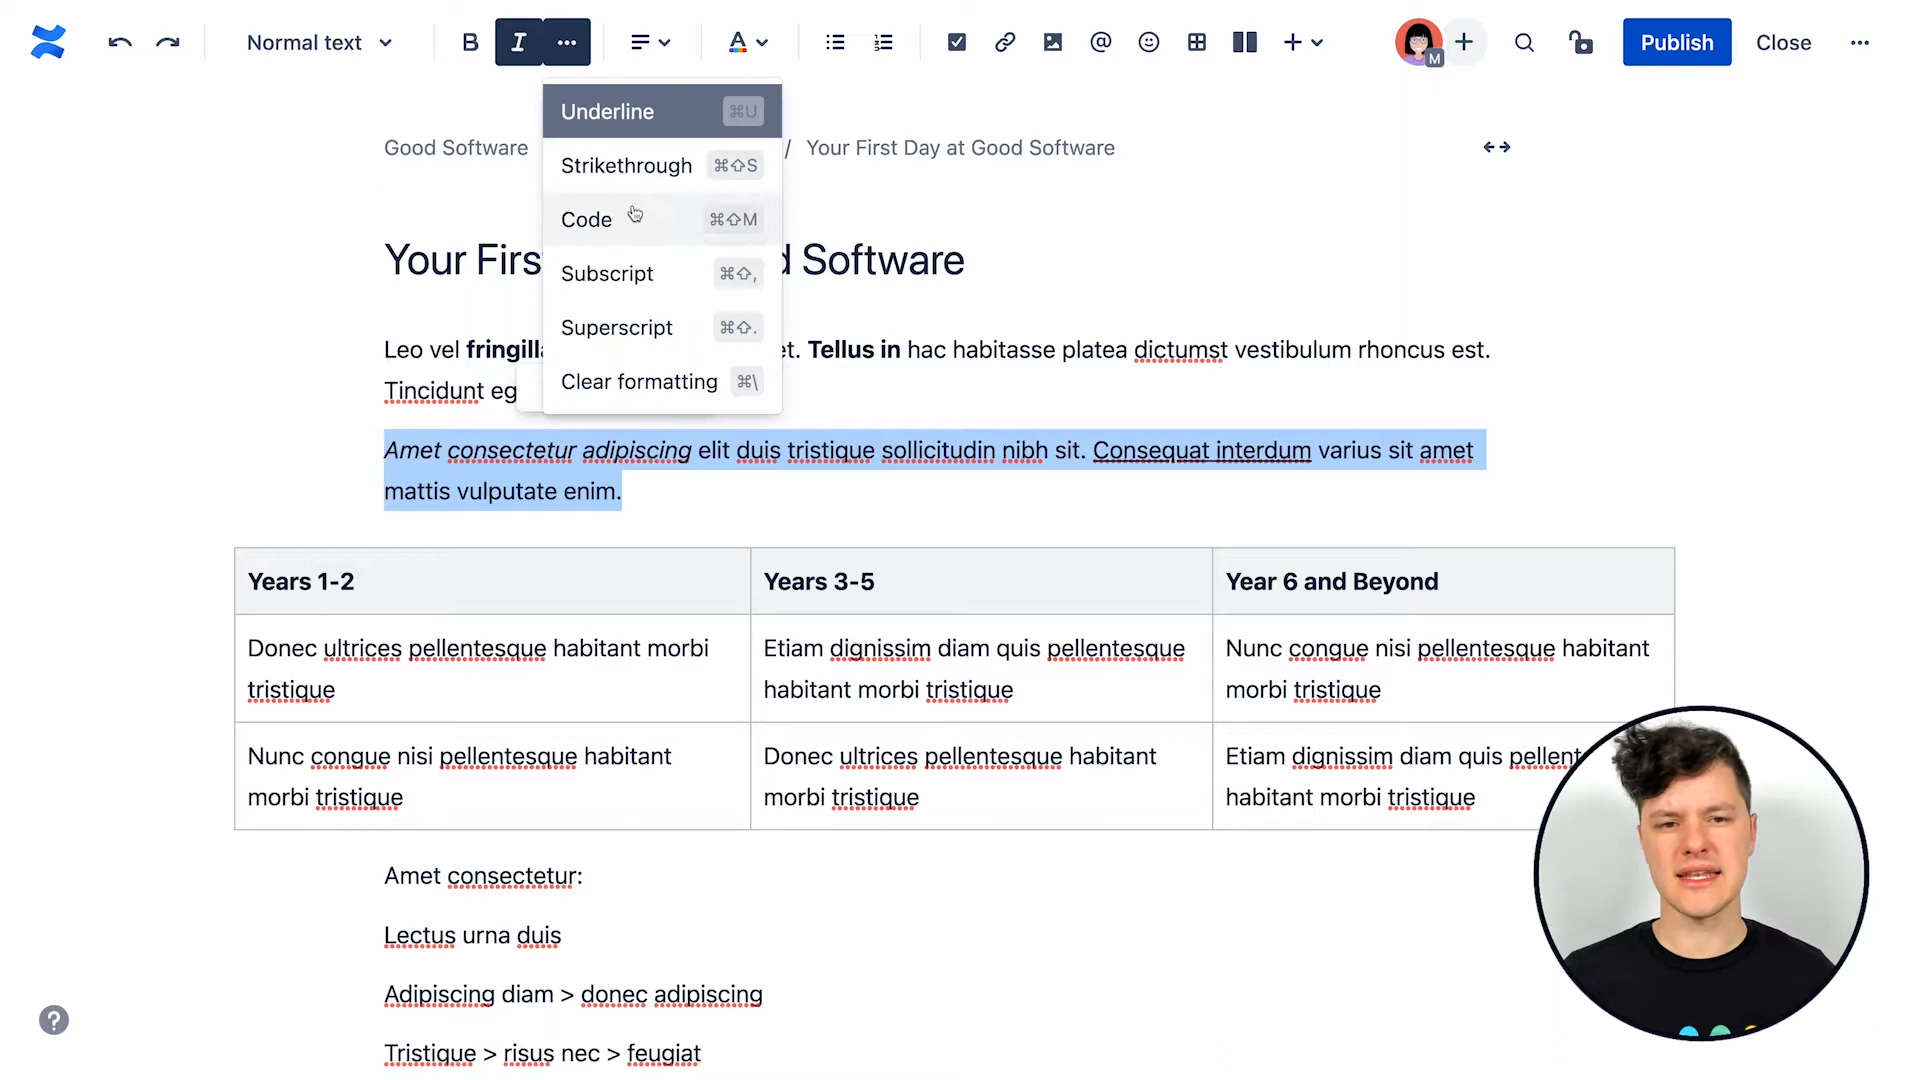 Normal text B I A Publish Close
M
Underline ⌘U
Good Software / Your First Day at Good Software
Strikethrough ⌘⇧S
Code ⌘⇧M
Your Firs d Software
Subscript ⌘⇧,
Superscript ⌘⇧.
Leo vel fringilla et. Tellus in hac habitasse platea dictumst vestibulum rhoncus est.
Clear formatting ⌘\
Tincidunt eg
Amet consectetur adipiscing elit duis tristique sollicitudin nibh sit. Consequat interdum varius sit amet
mattis vulputate enim.
Years 1-2 Years 3-5 Year 6 and Beyond
Donec ultrices pellentesque habitant morbi
tristique
Etiam dignissim diam quis pellentesque
habitant morbi tristique
Nunc congue nisi pellentesque habitant
morbi tristique
Nunc congue nisi pellentesque habitant
morbi tristique
Donec ultrices pellentesque habitant
morbi tristique
Etiam dignissim diam quis pellent
habitant morbi tristique
Amet consectetur:
Lectus urna duis
Adipiscing diam > donec adipiscing
Tristique > risus nec > feugiat
?